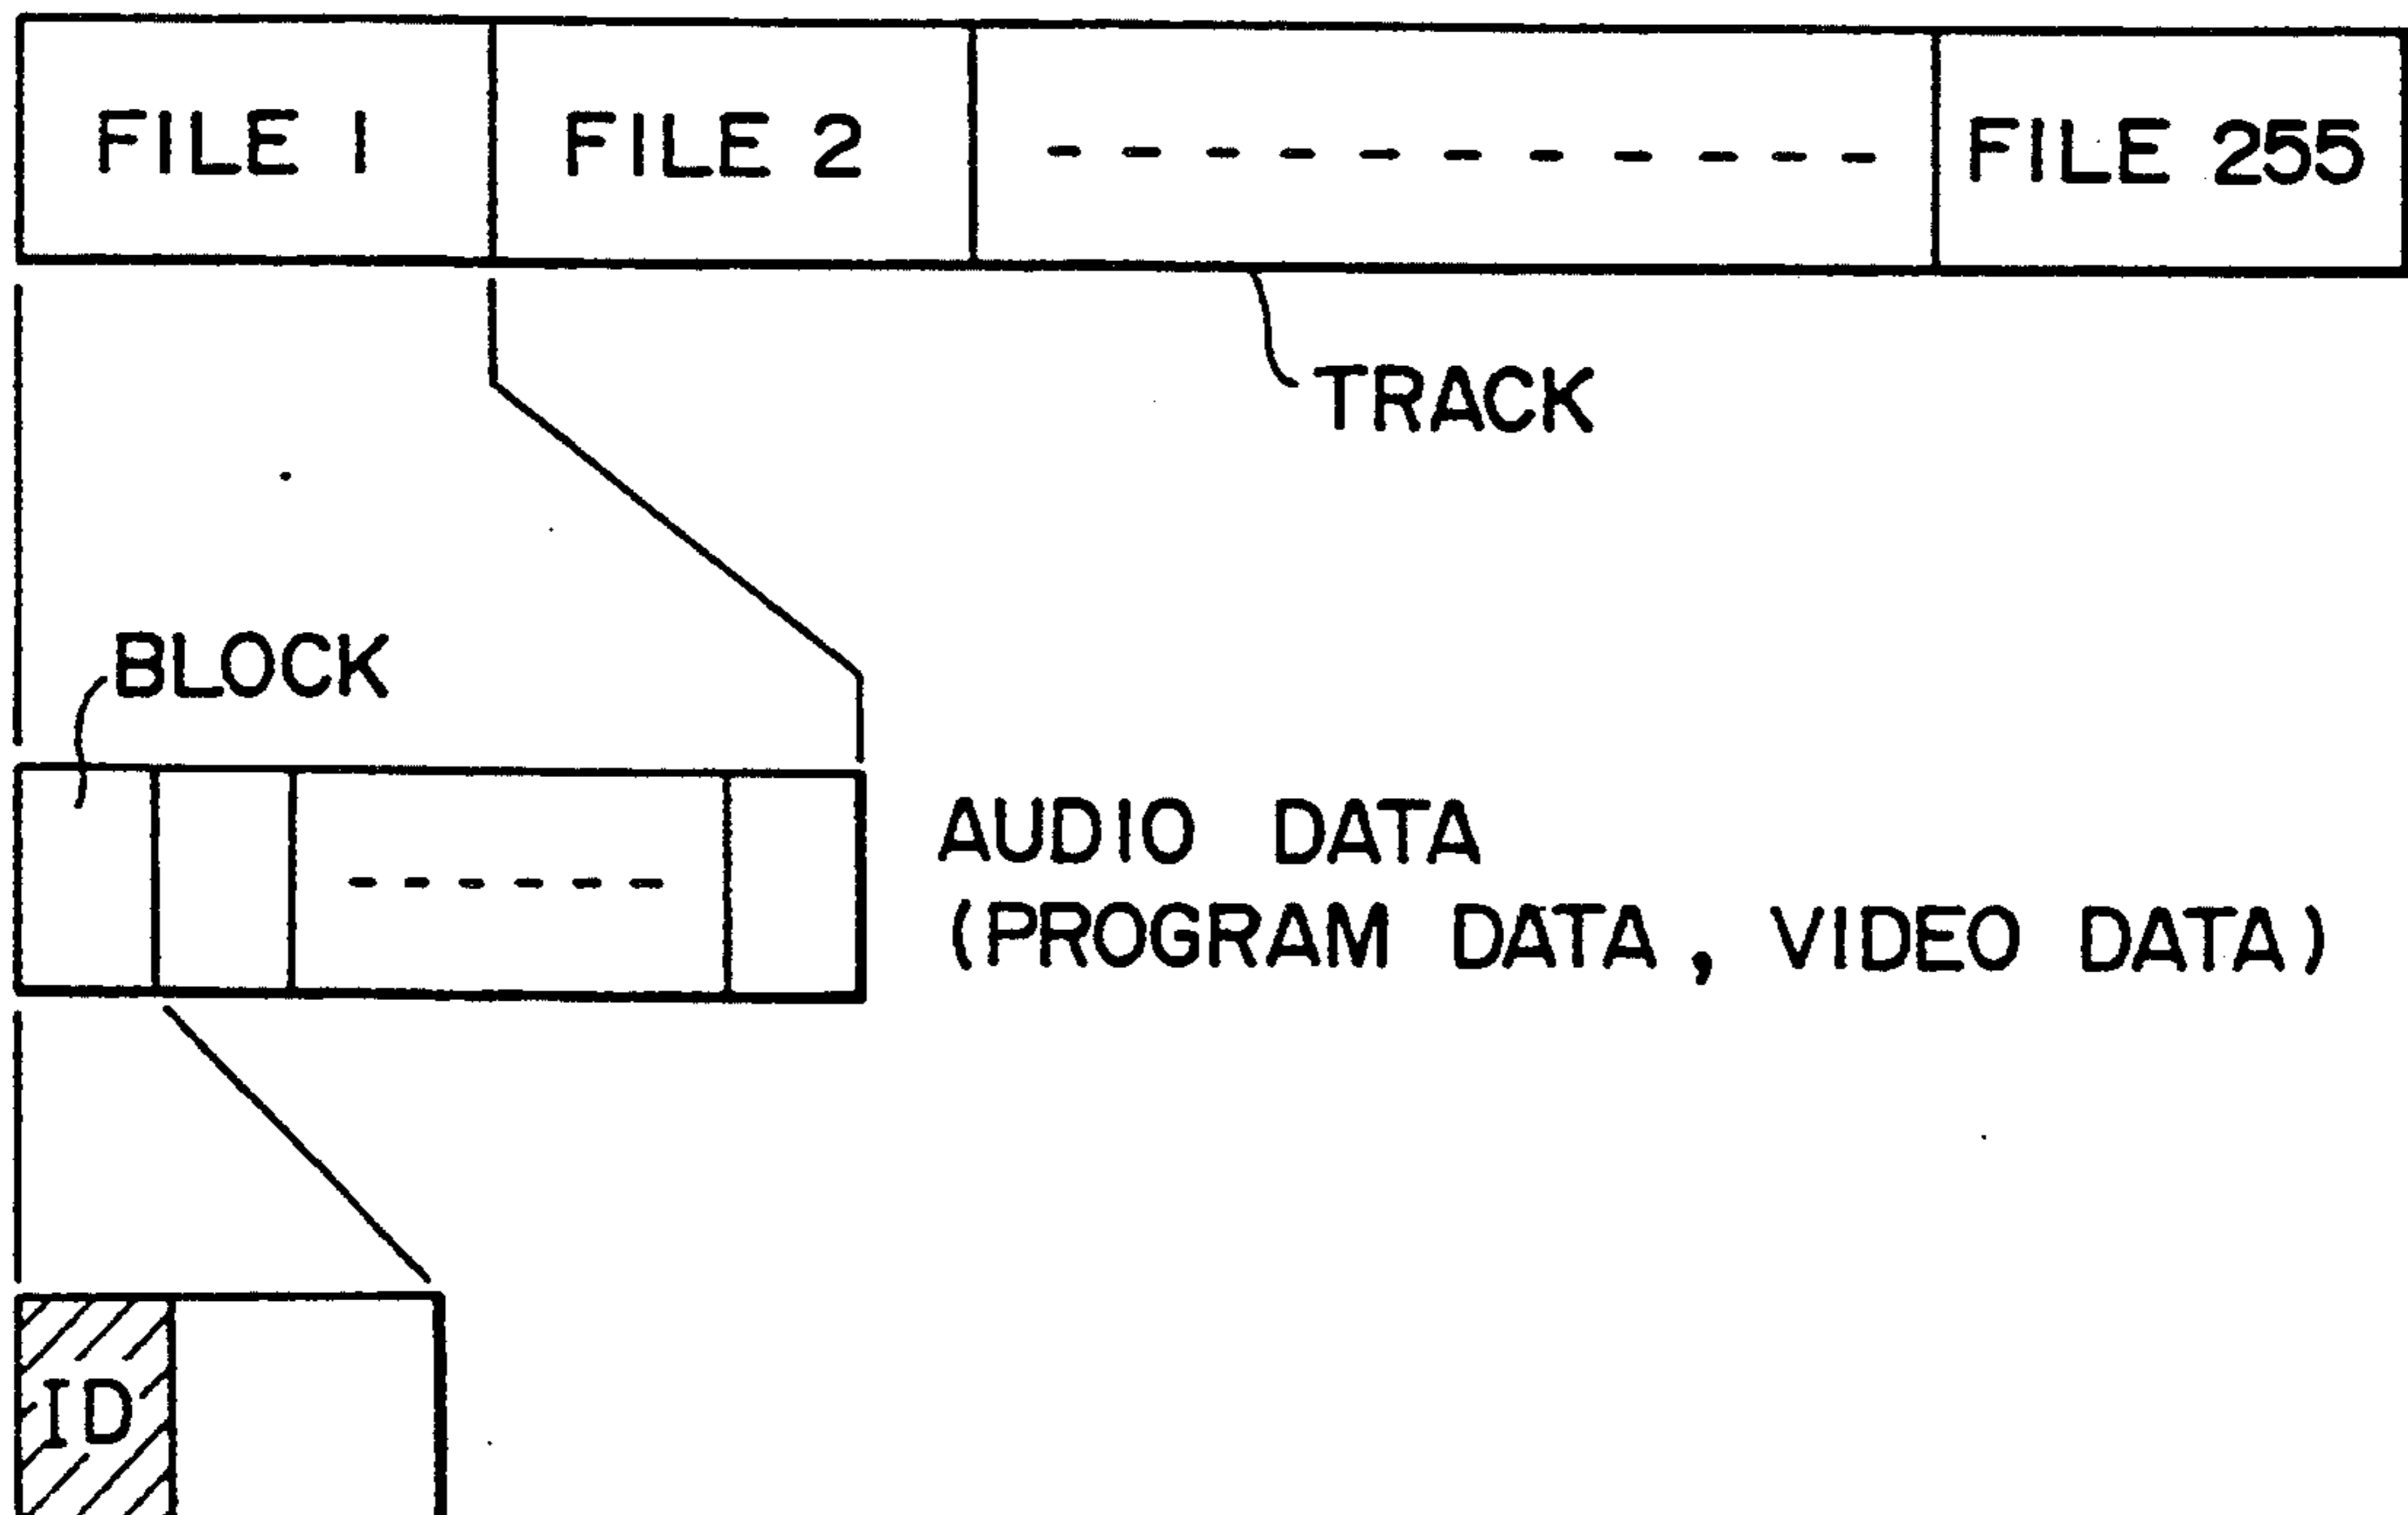 FILE 1 FILE 2 ----------- FILE 255
TRACK
BLOCK
------
AUDIO DATA
(PROGRAM DATA, VIDEO DATA)
ID